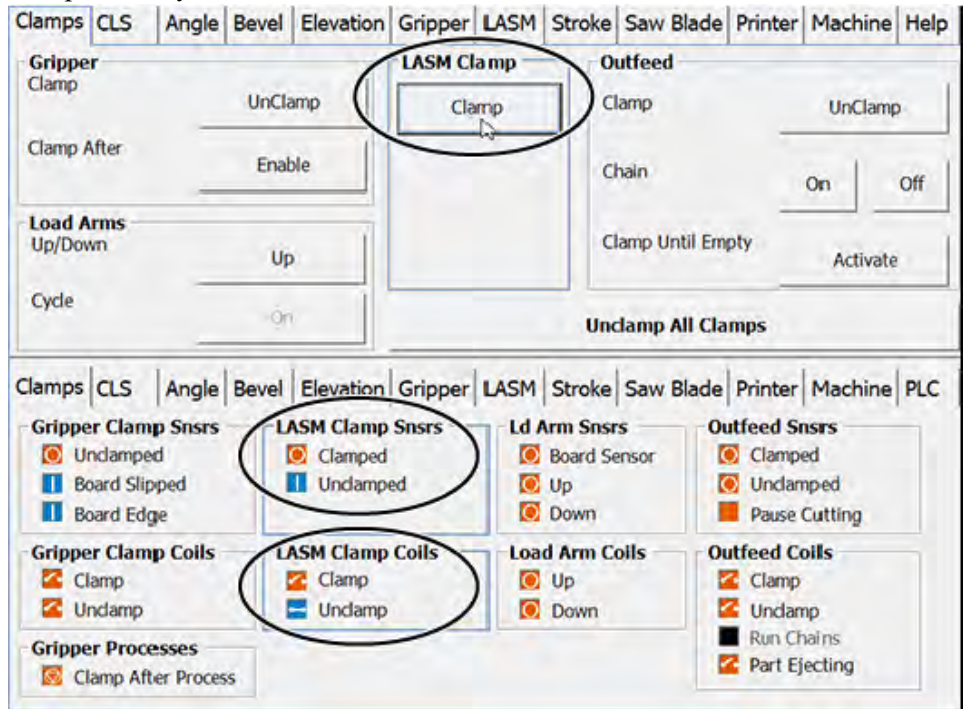 Clamps CLS Angle Bevel Elevation Gripper LASM Stroke Saw Blade Printer Machine Help
Gripper
Clamp
UnClamp
Clamp After
Enable
Load Arms
Up/Down
Up
Cycle
On
LASM Clamp
Clamp
Outfeed
Clamp
UnClamp
Chain
On Off
Clamp Until Empty
Activate
Unclamp All Clamps
Clamps CLS Angle Bevel Elevation Gripper LASM Stroke Saw Blade Printer Machine PLC
Gripper Clamp Snsrs
Unclamped
Board Slipped
Board Edge
LASM Clamp Snsrs
Clamped
Unclamped
Ld Arm Snsrs
Board Sensor
Up
Down
Outfeed Snsrs
Clamped
Unclamped
Pause Cutting
Gripper Clamp Coils
Clamp
Unclamp
LASM Clamp Coils
Clamp
Unclamp
Load Arm Coils
Up
Down
Outfeed Coils
Clamp
Unclamp
Run Chains
Part Ejecting
Gripper Processes
Clamp After Process